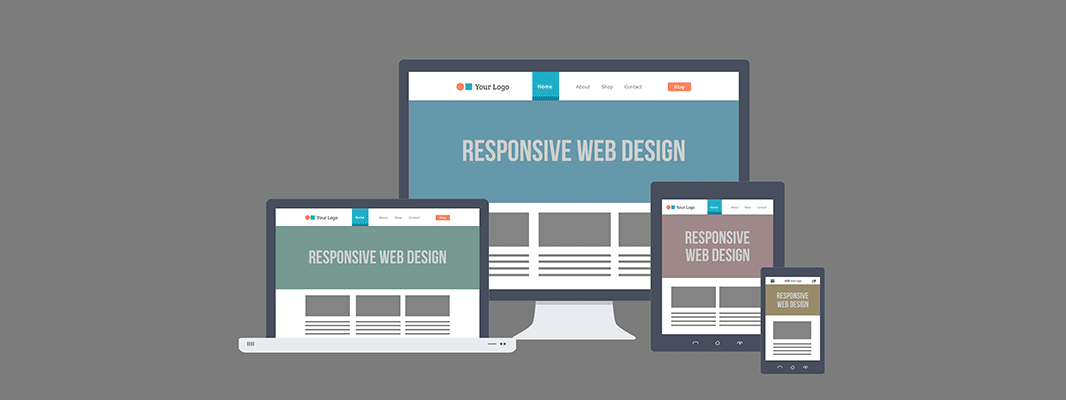 Your Logo Home About Shop Contact Blog
RESPONSIVE WEB DESIGN
Your Logo Home About Shop Contact Blog
RESPONSIVE WEB DESIGN
Your Logo Home About Shop Contact
RESPONSIVE
WEB DESIGN
Your Logo
RESPONSIVE
WEB DESIGN